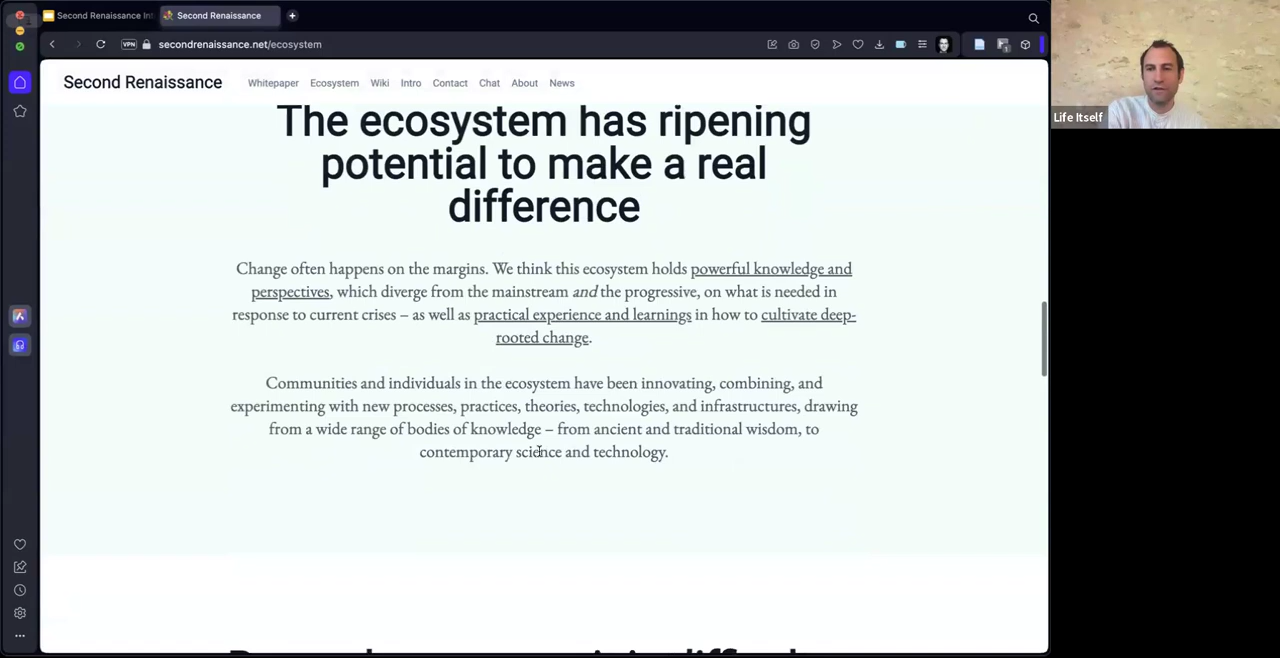 Second Renaissance Int
Second Renaissance
VPN
secondrenaissance.net/ecosystem
Life Itself
Second Renaissance
Whitepaper
Ecosystem
Wiki
Intro
Contact
Chat
About
News
The ecosystem has ripening
potential to make a real
difference
Change often happens on the margins. We think this ecosystem holds powerful knowledge and
perspectives, which diverge from the mainstream and the progressive, on what is needed in
response to current crises – as well as practical experience and learnings in how to cultivate deep-
rooted change.
Communities and individuals in the ecosystem have been innovating, combining, and
experimenting with new processes, practices, theories, technologies, and infrastructures, drawing
from a wide range of bodies of knowledge – from ancient and traditional wisdom, to
contemporary science and technology.